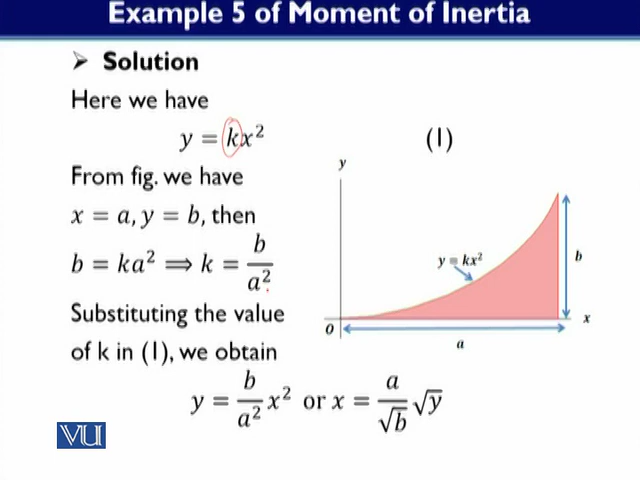 Example 5 of Moment of Inertia
➢ Solution
Here we have
y = kx² (1)
From fig. we have
x = a, y = b, then
b = ka² ⟹ k = b/a²
Substituting the value
of k in (1), we obtain
y = b/a² x² or x = a/√b √y
y
y = kx²
b
x
O
a
VU